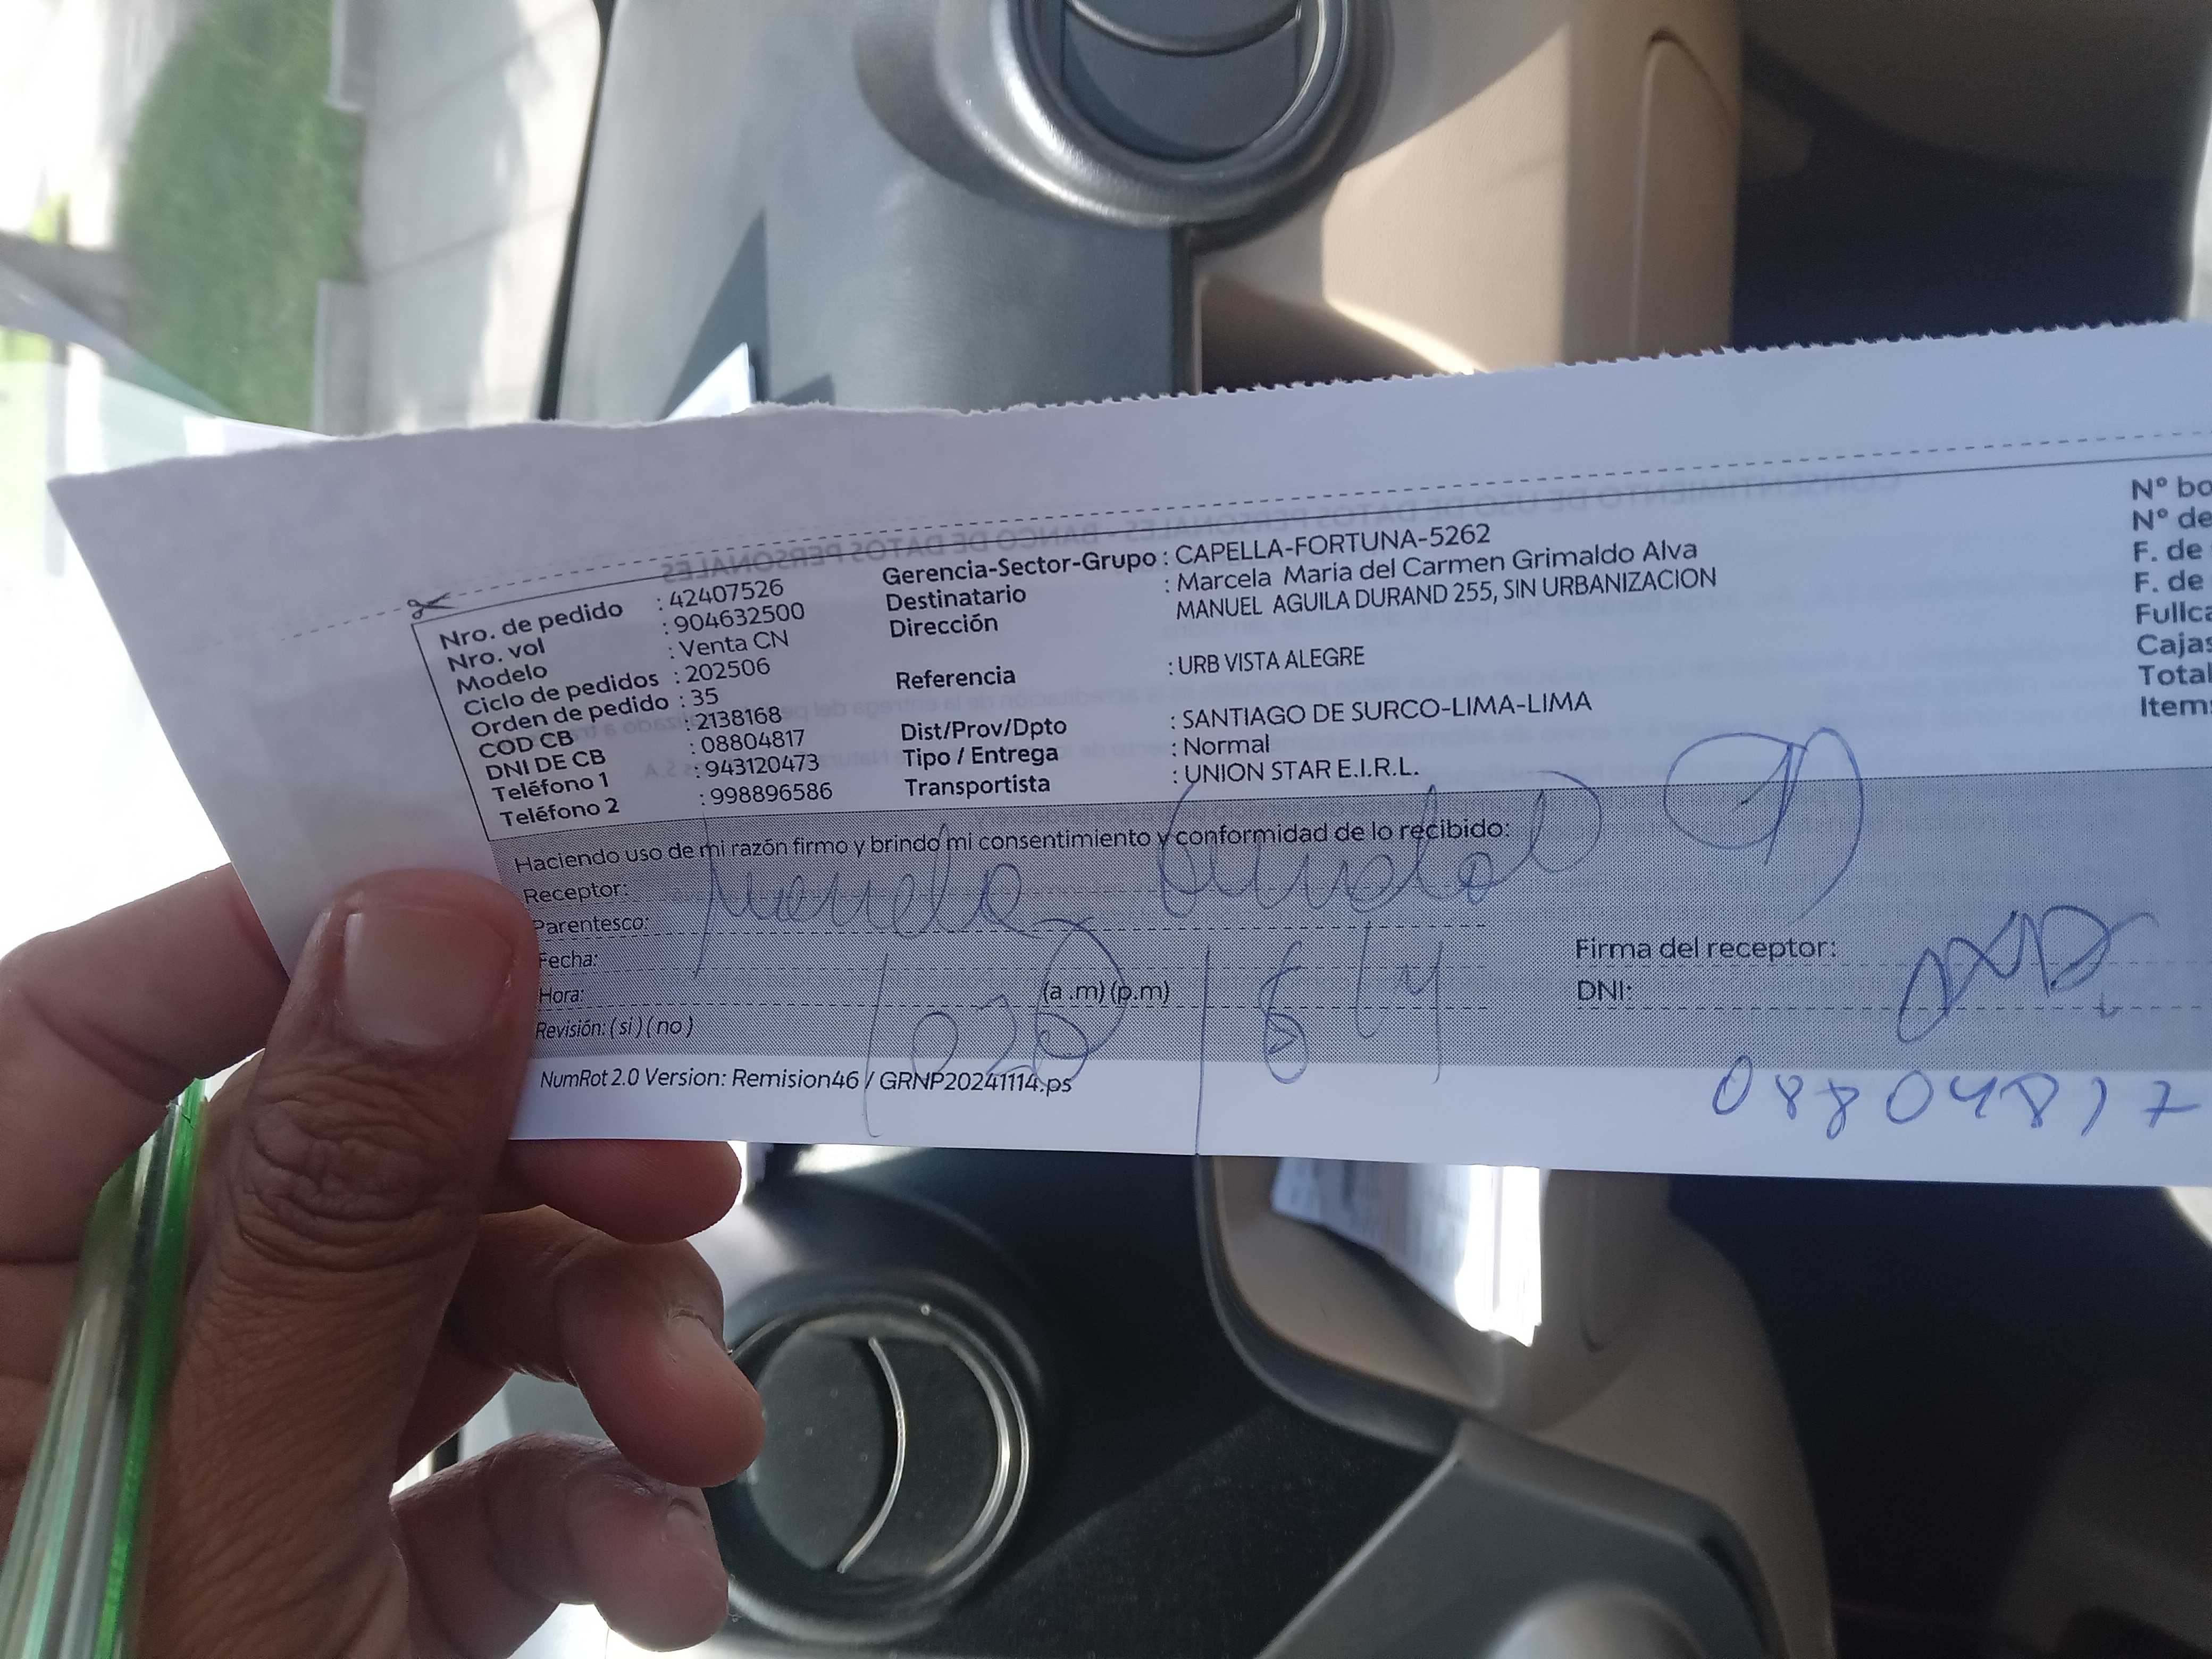 Nro. de pedido : 42407526
Nro. vol : 904632500
Modelo : Venta CN
Ciclo de pedidos : 202506
Orden de pedido : 35
COD CB : 2138168
DNI DE CB : 08804817
Teléfono 1 : 943120473
Teléfono 2 : 998896586
Gerencia-Sector-Grupo : CAPELLA-FORTUNA-5262
Destinatario : Marcela Maria del Carmen Grimaldo Alva
Dirección MANUEL AGUILA DURAND 255, SIN URBANIZACION
Referencia : URB VISTA ALEGRE
Dist/Prov/Dpto : SANTIAGO DE SURCO-LIMA-LIMA
Tipo / Entrega : Normal
Transportista : UNION STAR E.I.R.L.
Nº bo
Nº de
F. de
F. de
Fullca
Cajas
Total
Items
Haciendo uso de mi razón firmo y brindo mi consentimiento y conformidad de lo recibido:
Receptor:
Parentesco:
Fecha:
Hora: (a .m) (p.m)
Revisión: ( si ) ( no )
Firma del receptor:
DNI:
08804817
NumRot 2.0 Version: Remision46 / GRNP20241114.ps